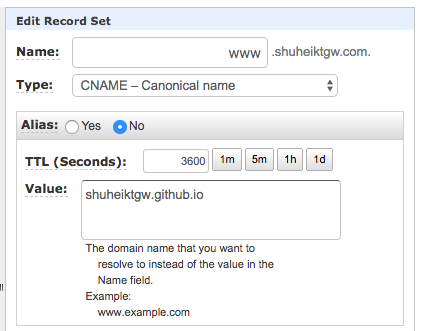 Edit Record Set
Name: www .shuheiktgw.com.
Type: CNAME – Canonical name
Alias: Yes No
TTL (Seconds): 3600 1m 5m 1h 1d
Value: shuheiktgw.github.io
The domain name that you want to
resolve to instead of the value in the
Name field.
Example:
www.example.com